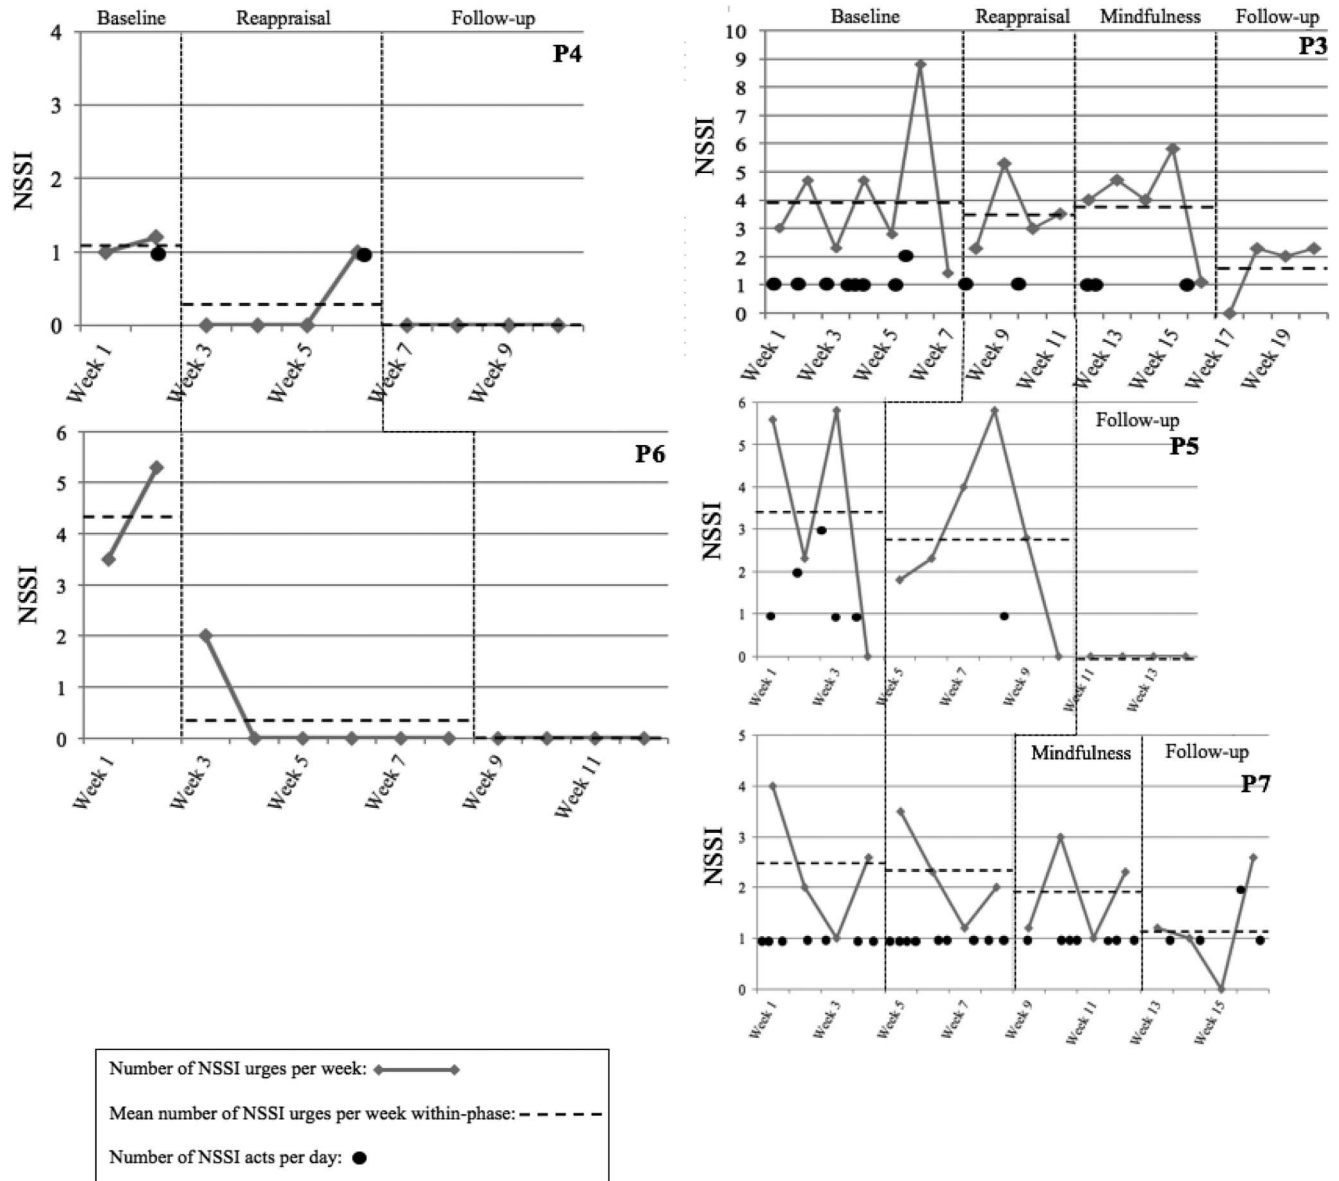 Baseline Reappraisal Follow-up
P4
NSSI
4
3
2
1
0
Week 1 Week 3 Week 5 Week 7 Week 9
P6
NSSI
6
5
4
3
2
1
0
Week 1 Week 3 Week 5 Week 7 Week 9 Week 11
Baseline Reappraisal Mindfulness Follow-up
P3
NSSI
10
9
8
7
6
5
4
3
2
1
0
Week 1 Week 3 Week 5 Week 7 Week 9 Week 11 Week 13 Week 15 Week 17 Week 19
Follow-up
P5
NSSI
6
5
4
3
2
1
0
Week 1 Week 3 Week 5 Week 7 Week 9 Week 11 Week 13
Mindfulness Follow-up
P7
NSSI
5
4
3
2
1
0
Week 1 Week 3 Week 5 Week 7 Week 9 Week 11 Week 13 Week 15
Number of NSSI urges per week:
Mean number of NSSI urges per week within-phase:
Number of NSSI acts per day: